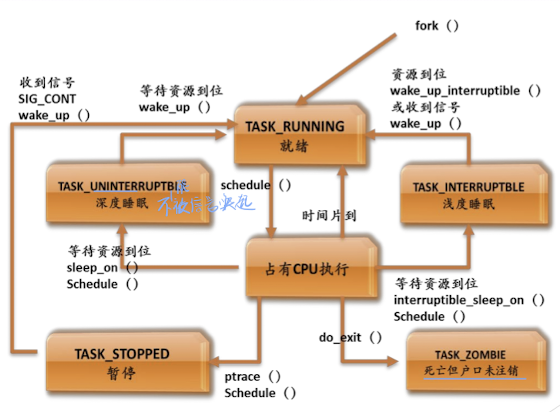 fork（）
收到信号
SIG_CONT
wake_up（）
等待资源到位
wake_up（）
资源到位
wake_up_interruptible（）
或收到信号
wake_up（）
TASK_RUNNING
就绪
TASK_UNINTERRUPTBLE
深度睡眠
schedule（）
时间片到
TASK_INTERRUPTBLE
浅度睡眠
等待资源到位
sleep_on（）
Schedule（）
占有CPU执行
等待资源到位
interruptible_sleep_on（）
Schedule（）
TASK_STOPPED
暂停
ptrace（）
Schedule（）
do_exit（）
TASK_ZOMBIE
死亡但户口未注销